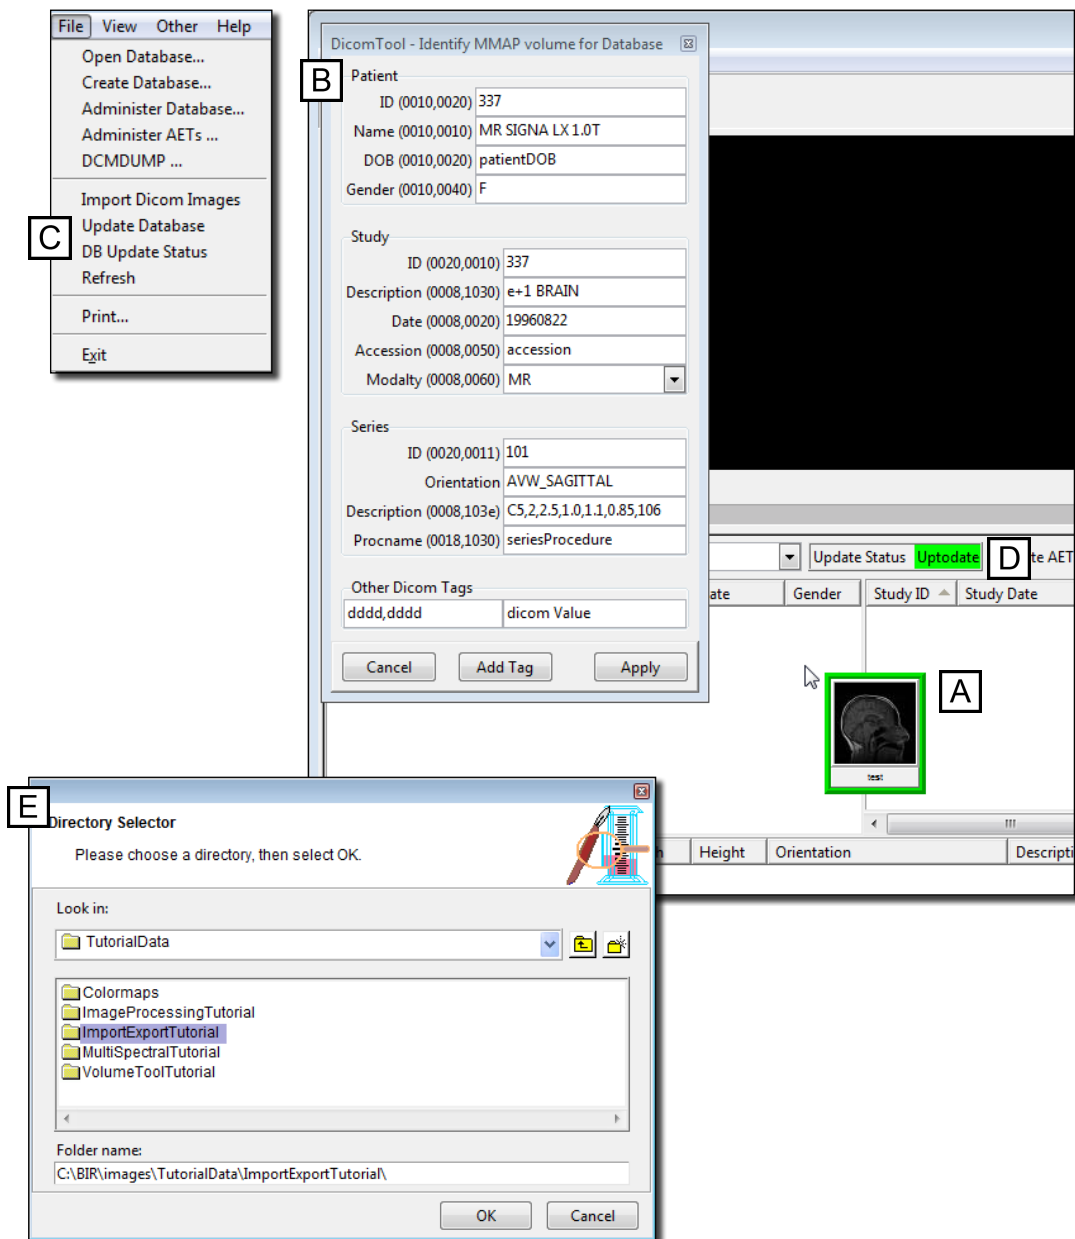 File View Other Help
Open Database...
Create Database...
Administer Database...
Administer AETs ...
DCMDUMP ...
Import Dicom Images
Update Database
DB Update Status
Refresh
Print...
Exit
C
DicomTool - Identify MMAP volume for Database
B
Patient
ID (0010,0020) 337
Name (0010,0010) MR SIGNA LX 1.0T
DOB (0010,0020) patientDOB
Gender (0010,0040) F
Study
ID (0020,0010) 337
Description (0008,1030) e+1 BRAIN
Date (0008,0020) 19960822
Accession (0008,0050) accession
Modalty (0008,0060) MR
Series
ID (0020,0011) 101
Orientation AVW_SAGITTAL
Description (0008,103e) C5,2,2.5,1.0,1.1,0.85,106
Procname (0018,1030) seriesProcedure
Other Dicom Tags
dddd,dddd dicom Value
Cancel Add Tag Apply
Update Status Uptodate D te AET
ate Gender Study ID Study Date
A
test
h Height Orientation Descripti
E
Directory Selector
Please choose a directory, then select OK.
Look in:
TutorialData
Colormaps
ImageProcessingTutorial
ImportExportTutorial
MultiSpectralTutorial
VolumeToolTutorial
Folder name:
C:\BIR\images\TutorialData\ImportExportTutorial\
OK Cancel